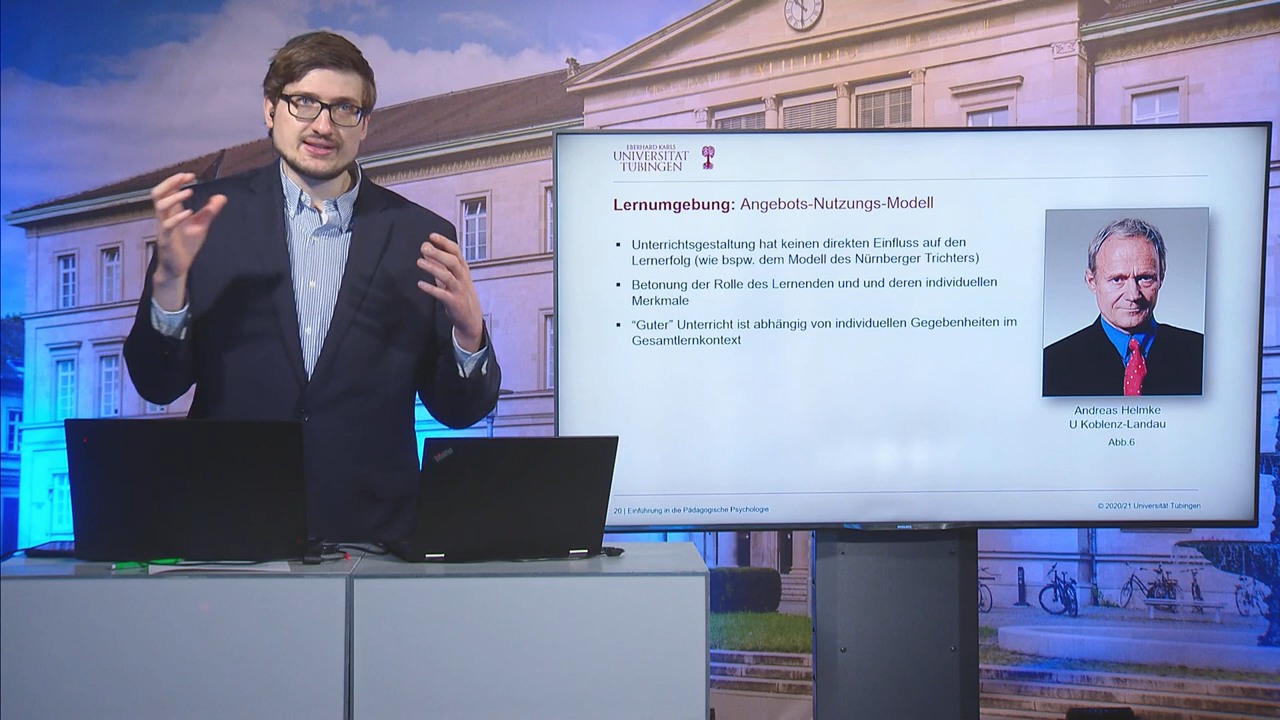 EBERHARD KARLS
UNIVERSITÄT
TÜBINGEN
Lernumgebung: Angebots-Nutzungs-Modell
▪ Unterrichtsgestaltung hat keinen direkten Einfluss auf den
Lernerfolg (wie bspw. dem Modell des Nürnberger Trichters)
▪ Betonung der Rolle des Lernenden und und deren individuellen
Merkmale
▪ “Guter” Unterricht ist abhängig von individuellen Gegebenheiten im
Gesamtlernkontext
Andreas Helmke
U Koblenz-Landau
Abb.6
20 | Einführung in die Pädagogische Psychologie
© 2020/21 Universität Tübingen
PHILIPS
ThinkPad